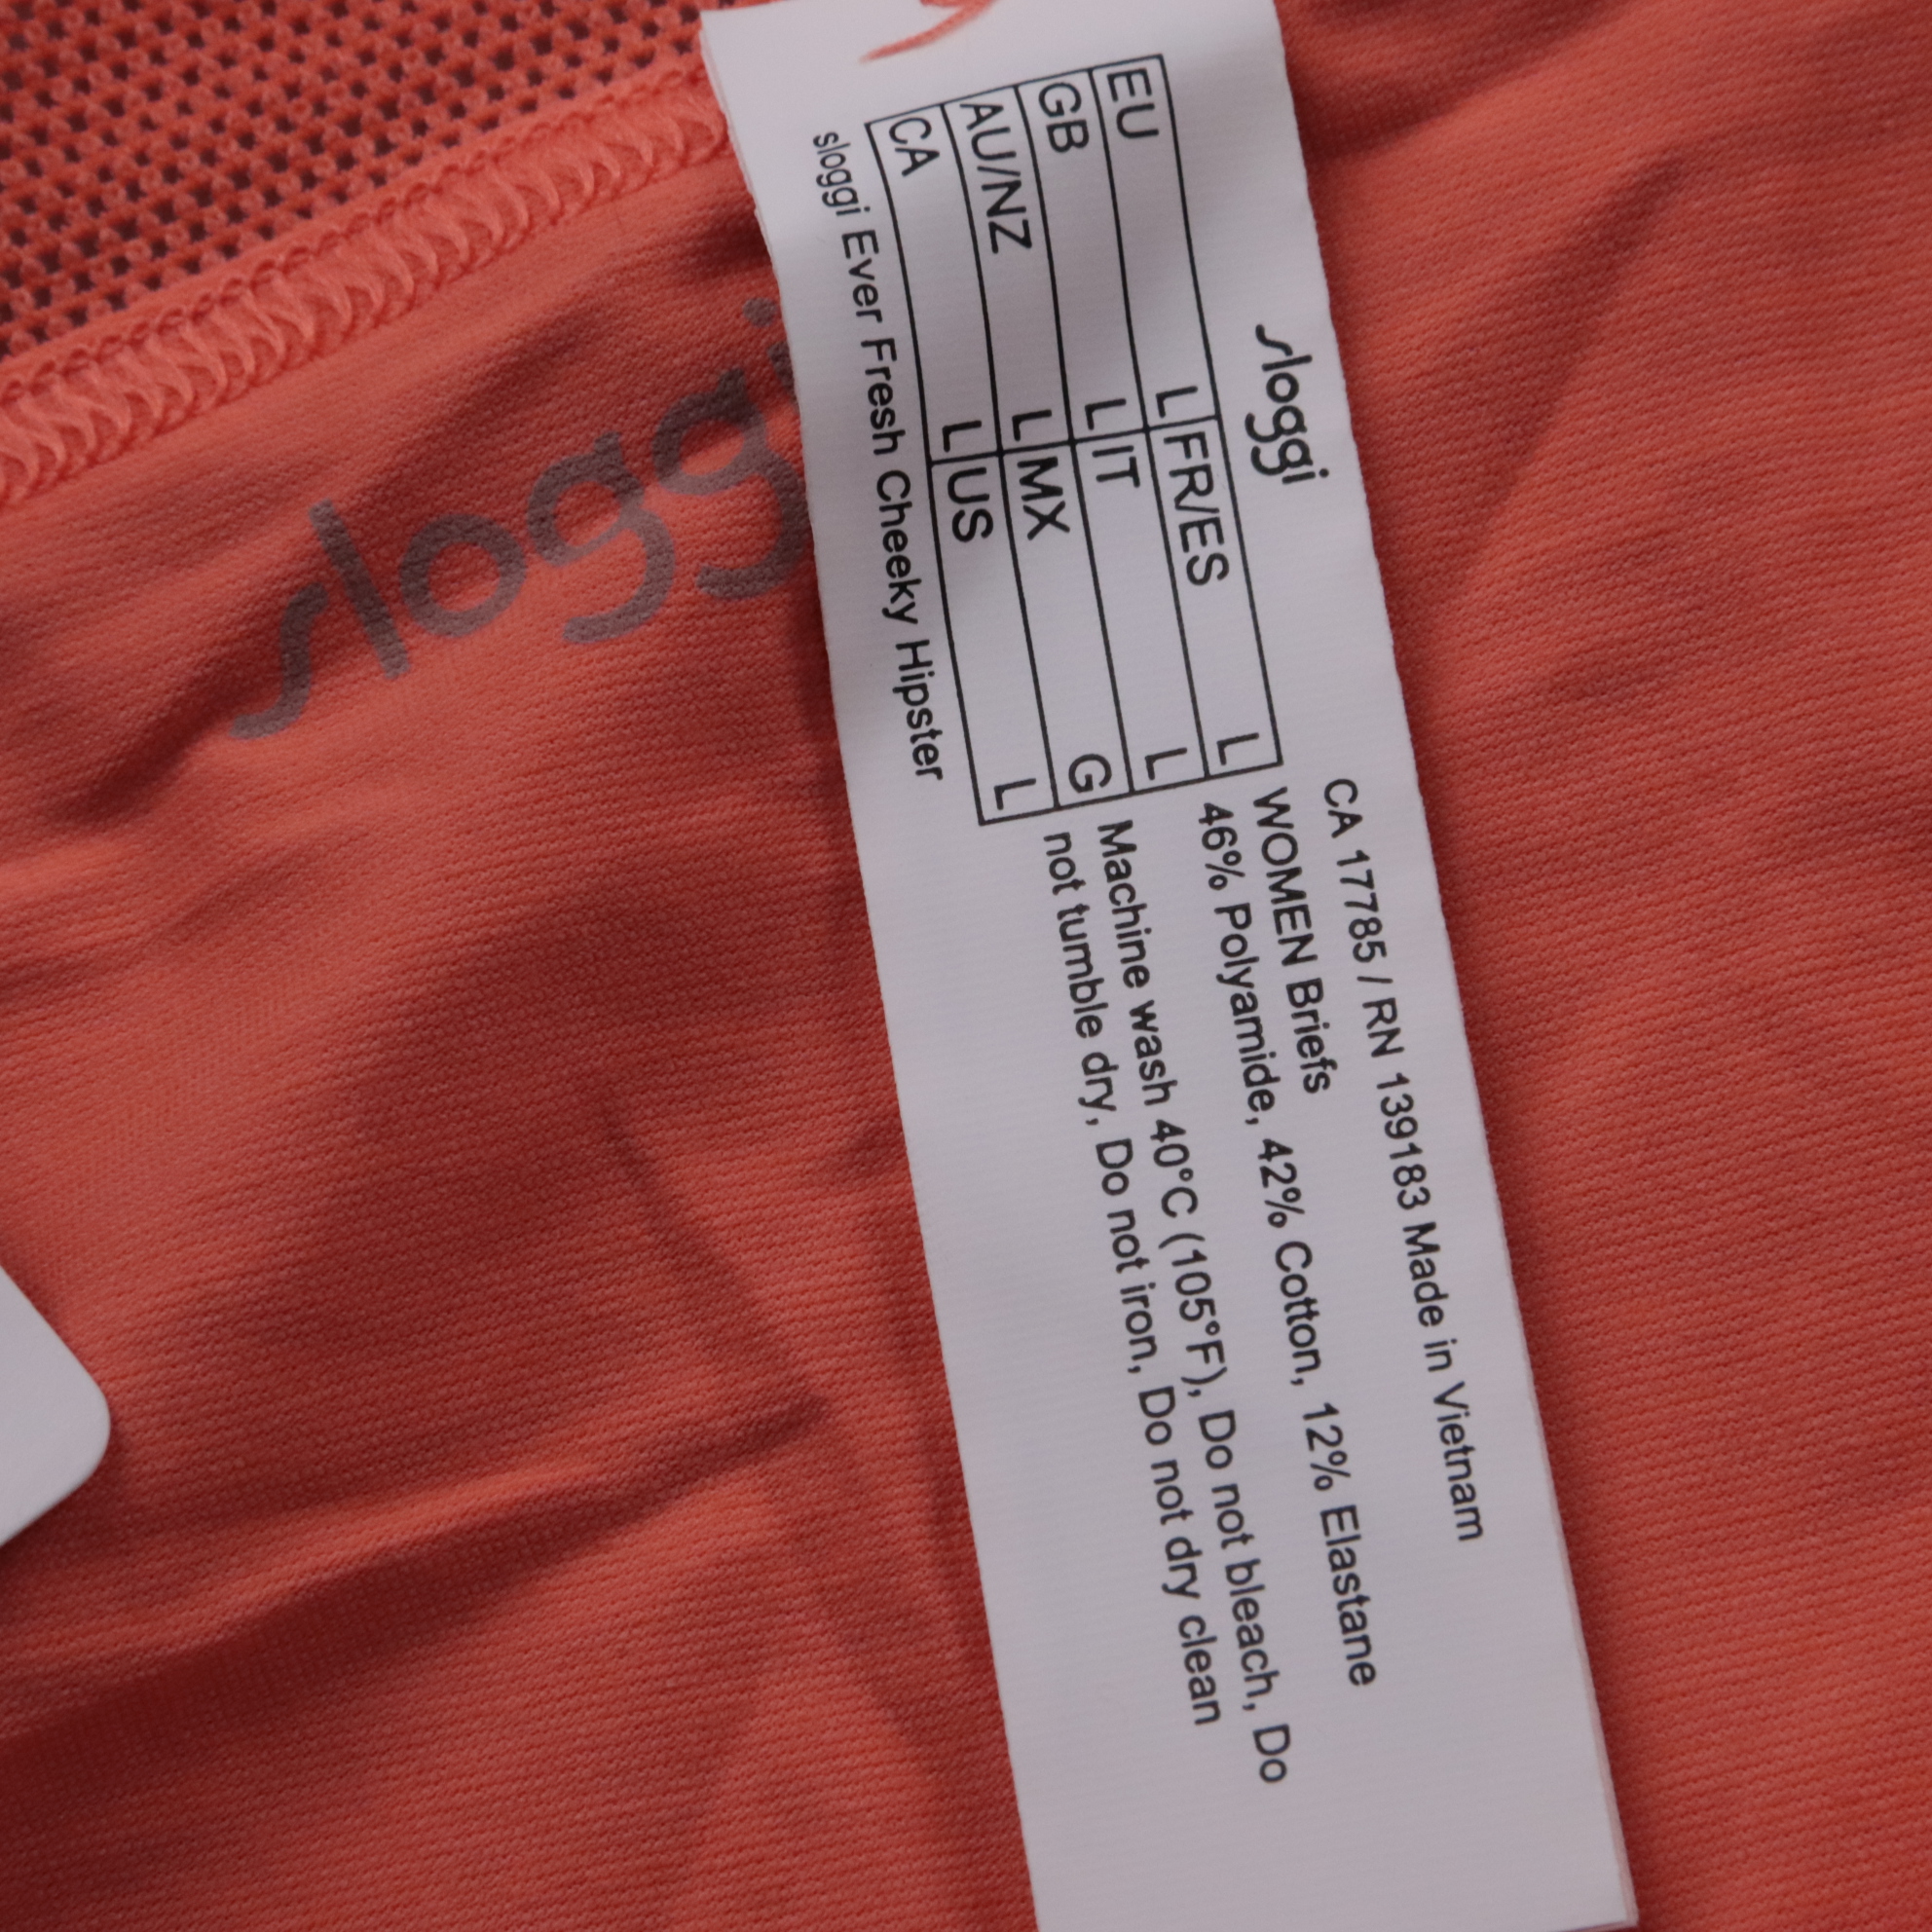 sloggi
EU L FR/ES L
GB L IT L
AU/NZ L MX G
CA L US L
sloggi Ever Fresh Cheeky Hipster
CA 17785 / RN 139183 Made in Vietnam
WOMEN Briefs
46% Polyamide, 42% Cotton, 12% Elastane
Machine wash 40°C (105°F), Do not bleach, Do
not tumble dry, Do not iron, Do not dry clean
sloggi